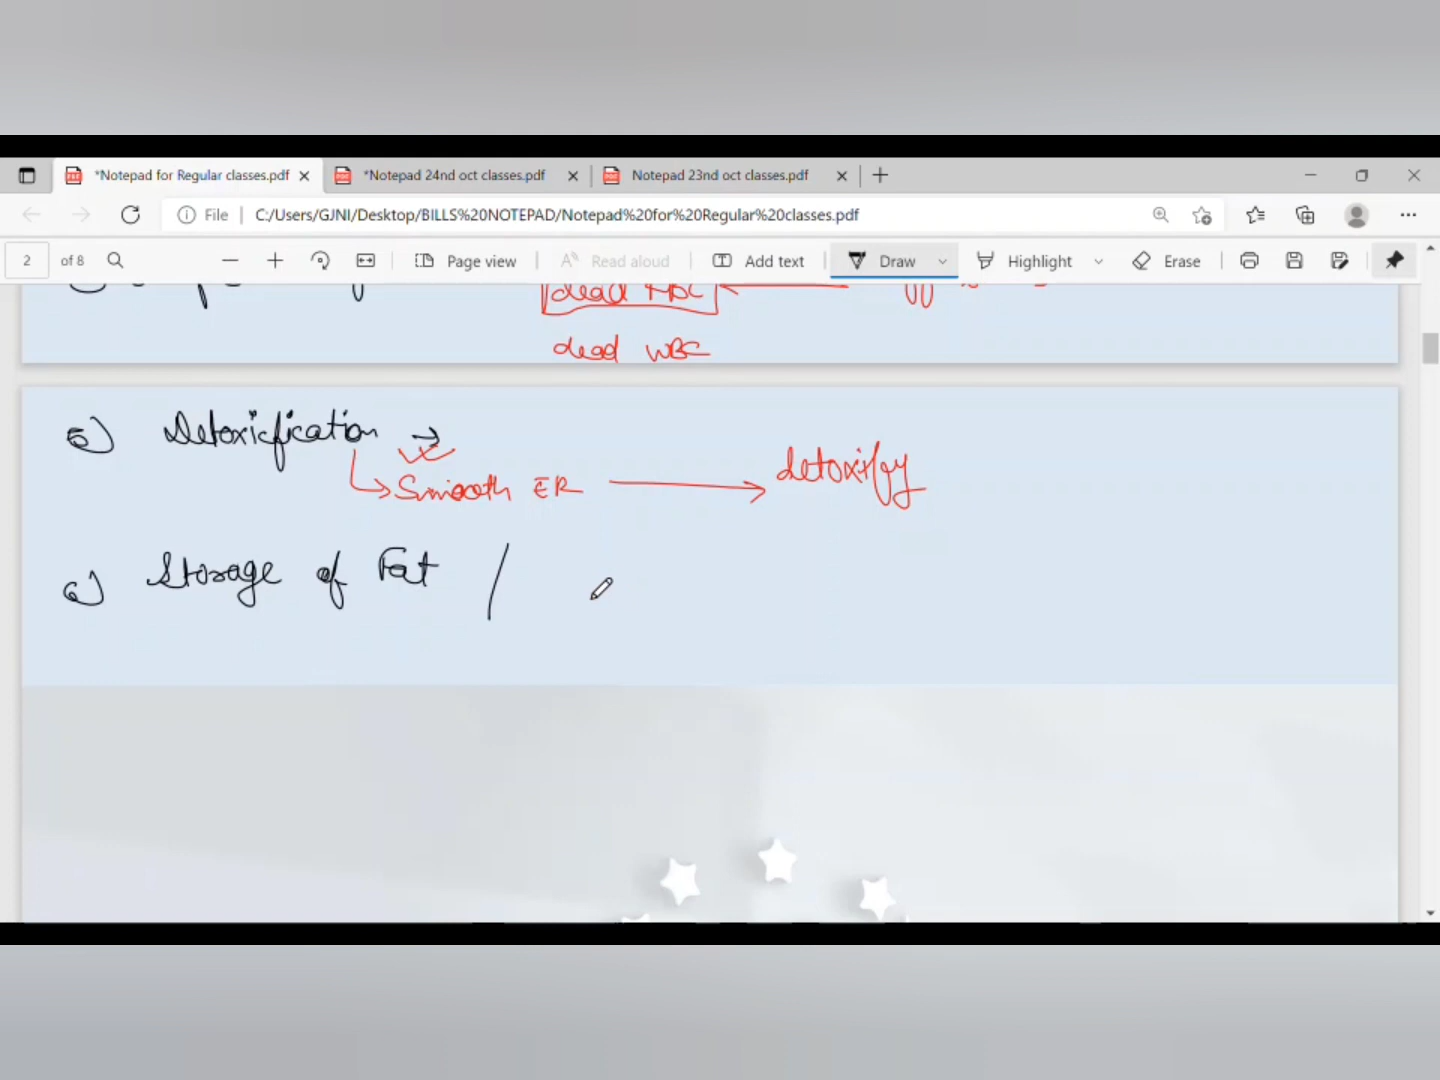 *Notepad for Regular classes.pdf *Notepad 24nd oct classes.pdf Notepad 23nd oct classes.pdf
File C:/Users/GJNI/Desktop/BILLS%20NOTEPAD/Notepad%20for%20Regular%20classes.pdf
2 of 8 Page view Read aloud Add text Draw Highlight Erase
dead RBC
dead WBC
5) Detoxicfication →
Smooth ER → detoxify
6) Storage of Fat /